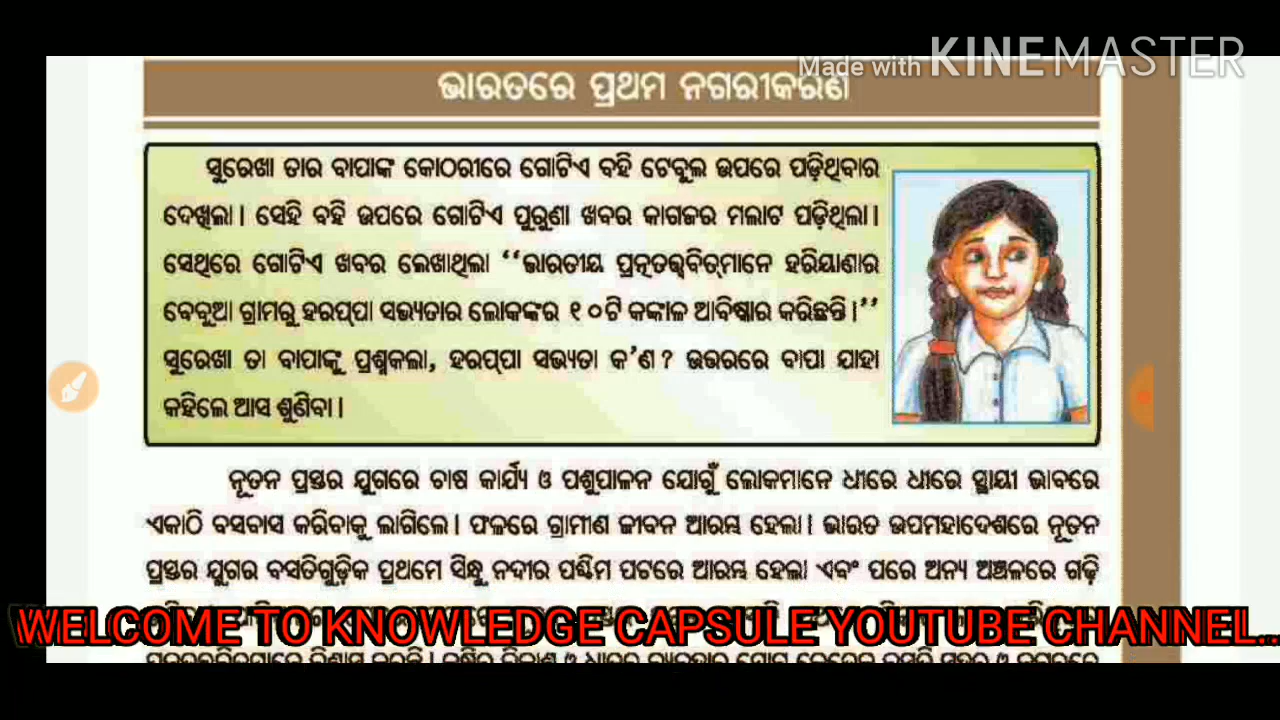 Made with KINEMASTER
ଭାରତରେ ପ୍ରଥମ ନଗରୀକରଣ
ସୁରେଖା ତାର ବାପାଙ୍କ କୋଠରୀରେ ଗୋଟିଏ ବହି ଟେବୁଲ ଉପରେ ପଡ଼ିଥିବାର
ଦେଖିଲା। ସେହି ବହି ଉପରେ ଗୋଟିଏ ପୁରୁଣା ଖବର କାଗଜର ମଲାଟ ପଡ଼ିଥିଲା।
ସେଥିରେ ଗୋଟିଏ ଖବର ଲେଖାଥିଲା ‘‘ଭାରତୀୟ ପ୍ରତ୍ନତତ୍ତ୍ୱବିତ୍‌ମାନେ ହରିୟାଣାର
ବେବୁଆ ଗ୍ରାମରୁ ହରପ୍‌ପା ସଭ୍ୟତାର ଲୋକଙ୍କର ୧୦ଟି କଙ୍କାଳ ଆବିଷ୍କାର କରିଛନ୍ତି।’’
ସୁରେଖା ତା ବାପାଙ୍କୁ ପ୍ରଶ୍ନକଲା, ହରପ୍‌ପା ସଭ୍ୟତା କ’ଣ? ଉତ୍ତରରେ ବାପା ଯାହା
କହିଲେ ଆସ ଶୁଣିବା।
ନୂତନ ପ୍ରସ୍ତର ଯୁଗରେ ଚାଷ କାର୍ଯ୍ୟ ଓ ପଶୁପାଳନ ଯୋଗୁଁ ଲୋକମାନେ ଧୀରେ ଧୀରେ ସ୍ଥାୟୀ ଭାବରେ
ଏକାଠି ବସବାସ କରିବାକୁ ଲାଗିଲେ। ଫଳରେ ଗ୍ରାମୀଣ ଜୀବନ ଆରମ୍ଭ ହେଲା। ଭାରତ ଉପମହାଦେଶରେ ନୂତନ
ପ୍ରସ୍ତର ଯୁଗର ବସତିଗୁଡ଼ିକ ପ୍ରଥମେ ସିନ୍ଧୁ ନଦୀର ପଶ୍ଚିମ ପଟରେ ଆରମ୍ଭ ହେଲା ଏବଂ ପରେ ଅନ୍ୟ ଅଞ୍ଚଳରେ ଗଢ଼ି
WELCOME TO KNOWLEDGE CAPSULE YOUTUBE CHANNEL..